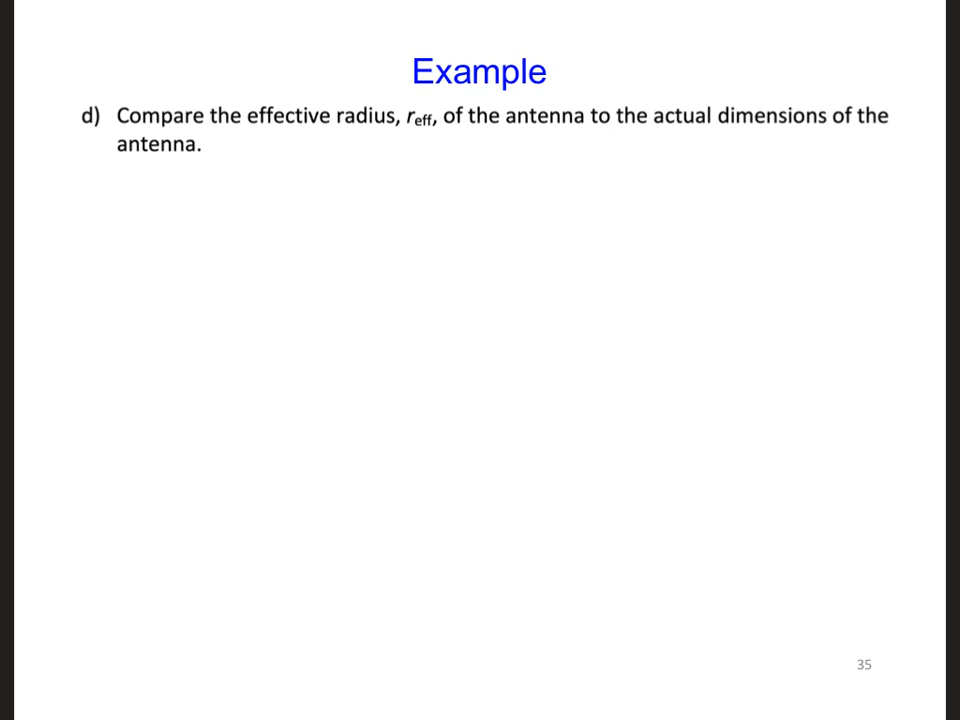 Example
d) Compare the effective radius, reff, of the antenna to the actual dimensions of the
antenna.
35